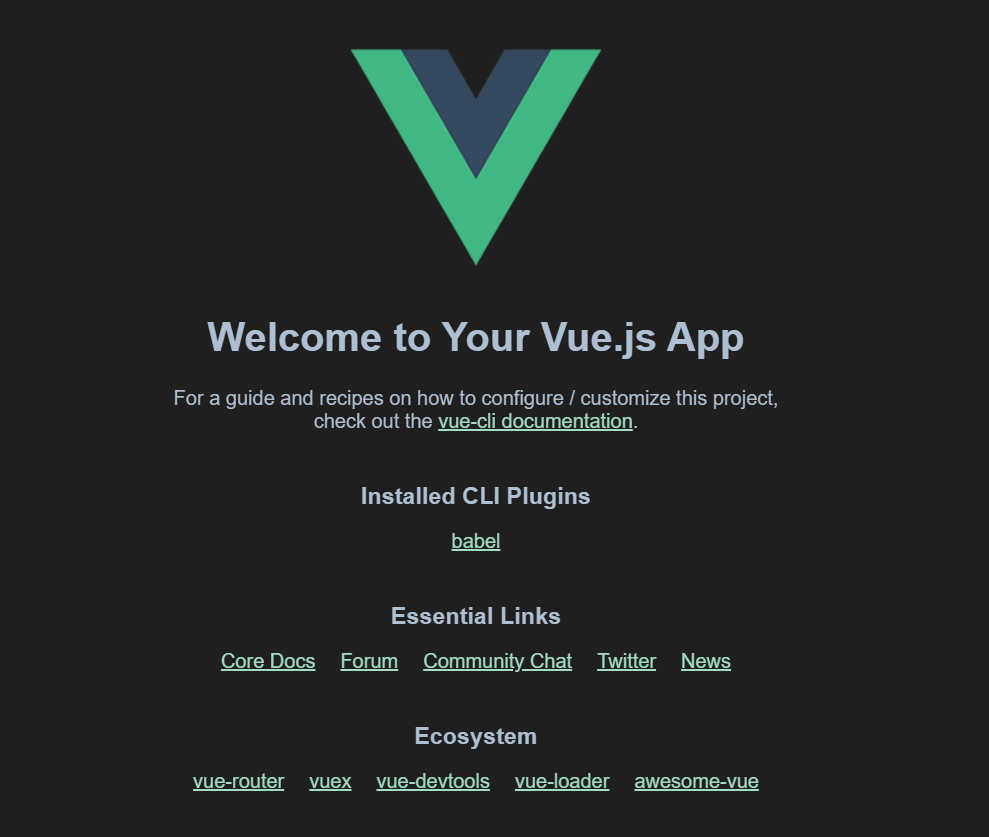 Welcome to Your Vue.js App
For a guide and recipes on how to configure / customize this project,
check out the vue-cli documentation.
Installed CLI Plugins
babel
Essential Links
Core Docs Forum Community Chat Twitter News
Ecosystem
vue-router vuex vue-devtools vue-loader awesome-vue